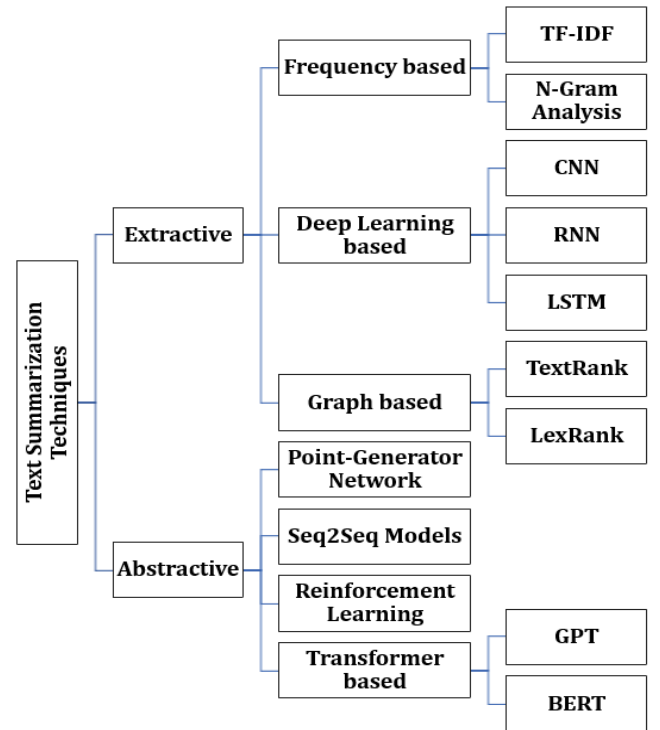 Text Summarization
Techniques
Extractive
Frequency based
TF-IDF
N-Gram
Analysis
Deep Learning
based
CNN
RNN
LSTM
Graph based
TextRank
LexRank
Abstractive
Point-Generator
Network
Seq2Seq Models
Reinforcement
Learning
Transformer
based
GPT
BERT